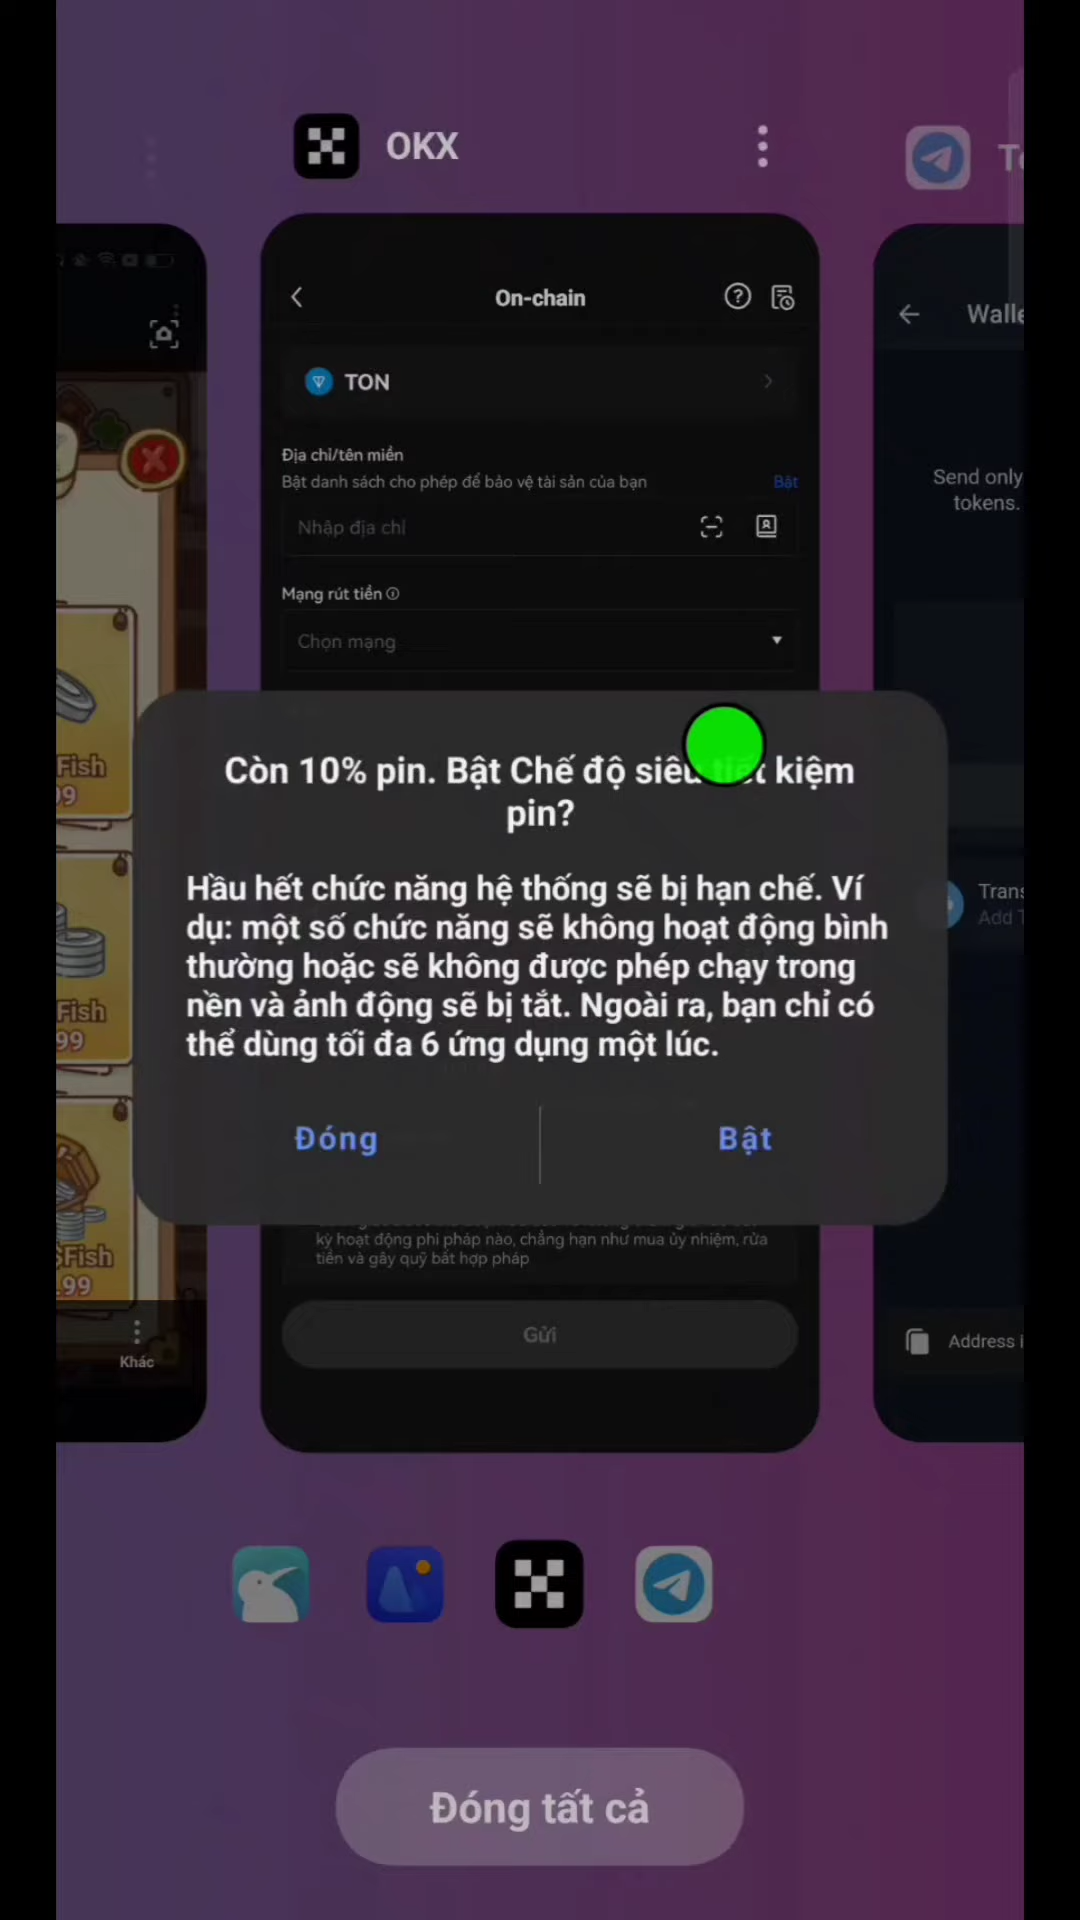 OKX
On-chain
TON
Địa chỉ/tên miền
Bật danh sách cho phép để bảo vệ tài sản của bạn
Bật
Nhập địa chỉ
Mạng rút tiền
Chọn mạng
Còn 10% pin. Bật Chế độ siêu tiết kiệm
pin?
Hầu hết chức năng hệ thống sẽ bị hạn chế. Ví
dụ: một số chức năng sẽ không hoạt động bình
thường hoặc sẽ không được phép chạy trong
nền và ảnh động sẽ bị tắt. Ngoài ra, bạn chỉ có
thể dùng tối đa 6 ứng dụng một lúc.
Đóng
Bật
kỳ hoạt động phi pháp nào, chẳng hạn như mua ủy nhiệm, rửa
tiền và gây quỹ bất hợp pháp
Gửi
Fish
99
Fish
99
$Fish
.99
Khác
Walle
Send only
tokens.
Trans
Add T
Address i
Đóng tất cả